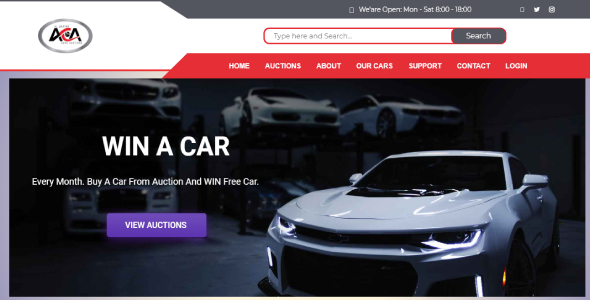 We'are Open: Mon - Sat 8:00 - 18:00
ACA
Type here and Search...
Search
HOME AUCTIONS ABOUT OUR CARS SUPPORT CONTACT LOGIN
WIN A CAR
Every Month. Buy A Car From Auction And WIN Free Car.
VIEW AUCTIONS